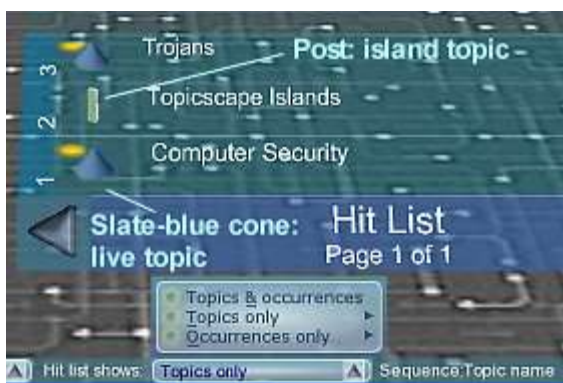 3 Trojans
Post: island topic
2 Topicscape Islands
1 Computer Security
Slate-blue cone:
live topic
Hit List
Page 1 of 1
Topics & occurrences
Topics only
Occurrences only
Hit list shows: Topics only Sequence:Topic name